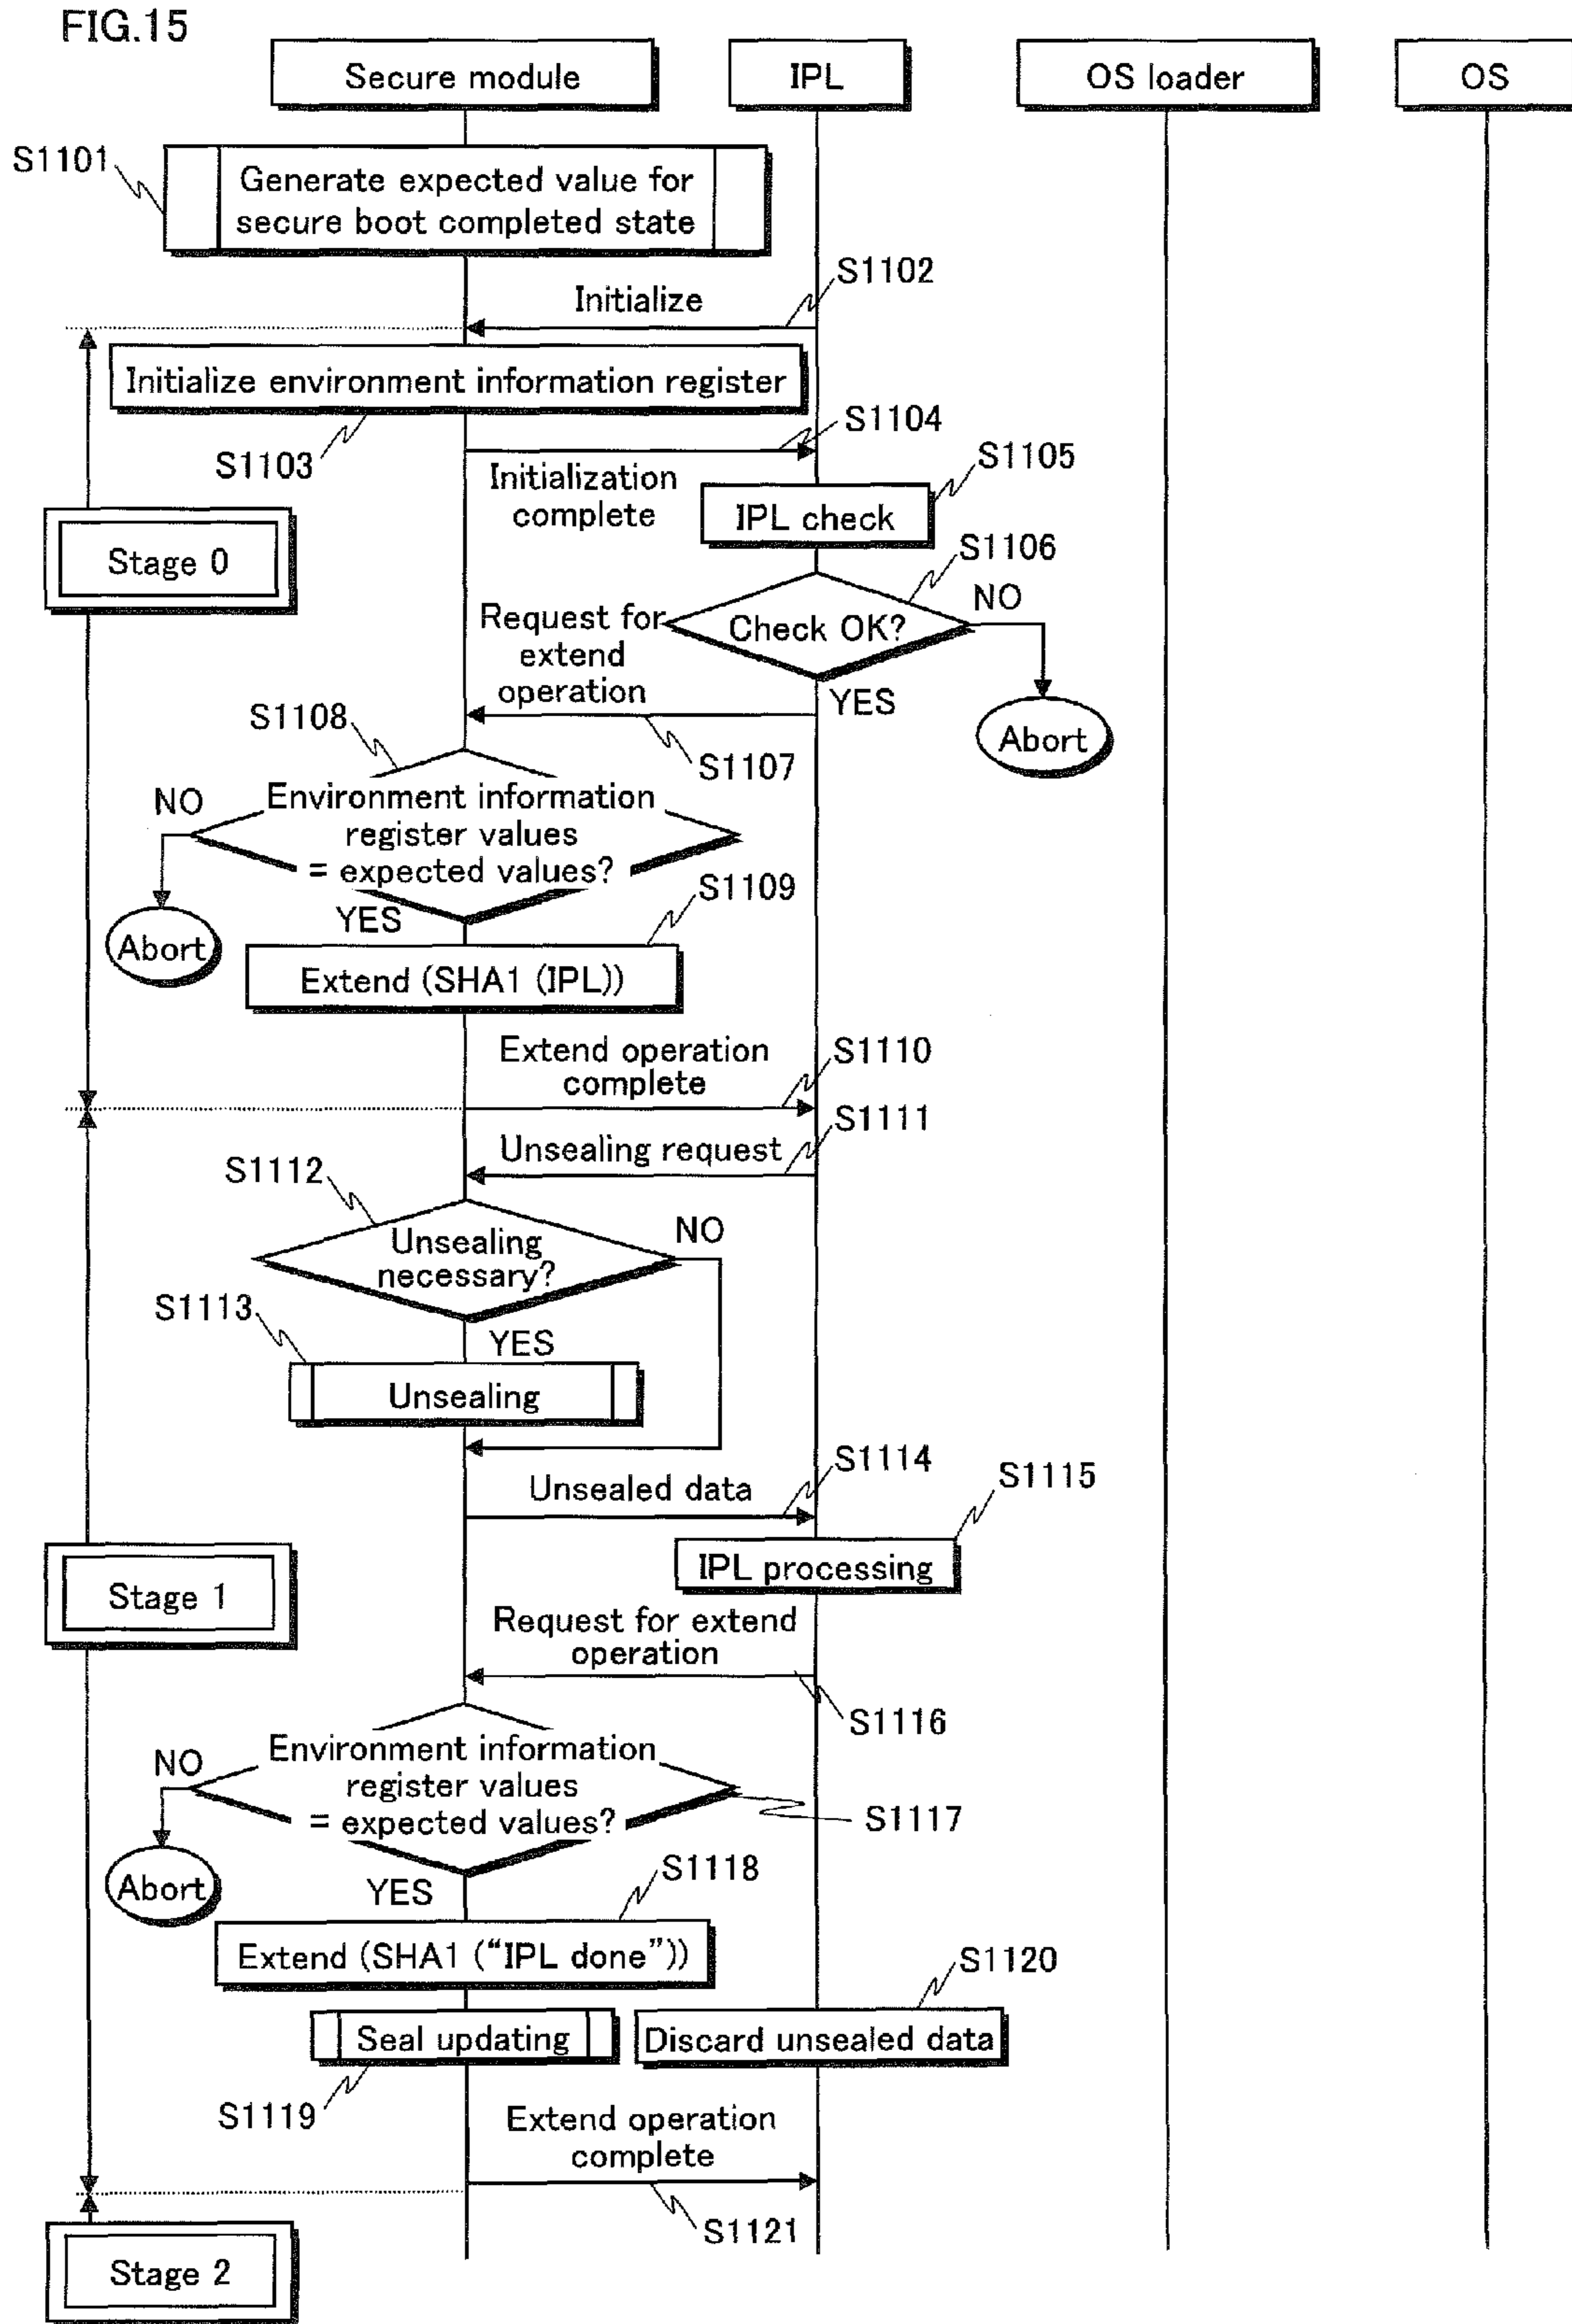 FIG.15
Secure module
IPL
OS loader
OS
S1101
Generate expected value for
secure boot completed state
S1102
Initialize
Initialize environment information register
S1103
S1104
Initialization
complete
S1105
IPL check
Stage 0
S1106
Check OK?
NO
YES
Abort
Request for
extend
operation
S1107
S1108
Environment information
register values
= expected values?
NO
Abort
YES
S1109
Extend (SHA1 (IPL))
Extend operation
complete
S1110
S1111
Unsealing request
S1112
Unsealing
necessary?
NO
S1113
YES
Unsealing
S1114
Unsealed data
S1115
IPL processing
Stage 1
Request for extend
operation
S1116
Environment information
register values
= expected values?
NO
S1117
Abort
YES
S1118
Extend (SHA1 (“IPL done”))
S1120
Seal updating
Discard unsealed data
S1119
Extend operation
complete
S1121
Stage 2